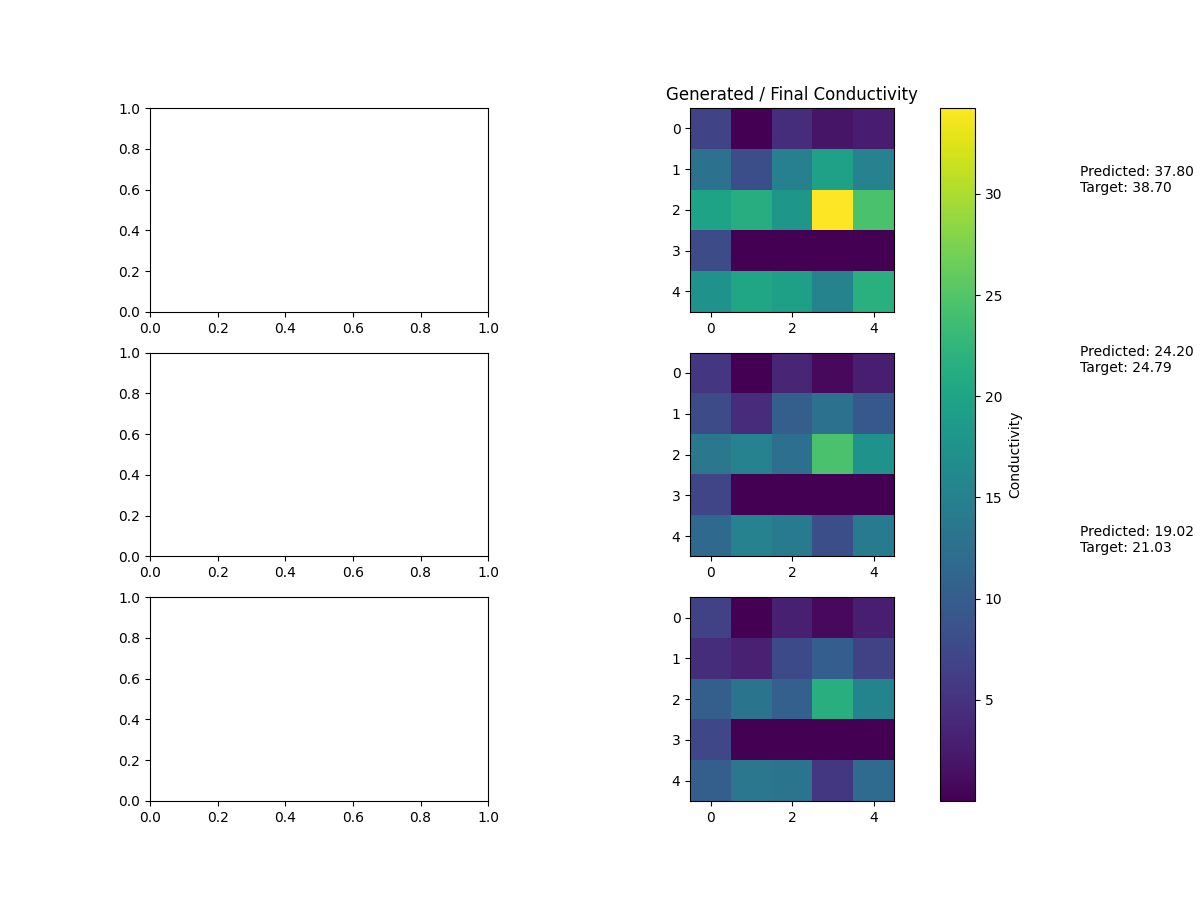 Generated / Final Conductivity
1.0
0.8
0.6
0.4
0.2
0.0
0.0 0.2 0.4 0.6 0.8 1.0
0
1
2
3
4
0 2 4
1.0
0.8
0.6
0.4
0.2
0.0
0.0 0.2 0.4 0.6 0.8 1.0
0
1
2
3
4
0 2 4
1.0
0.8
0.6
0.4
0.2
0.0
0.0 0.2 0.4 0.6 0.8 1.0
0
1
2
3
4
0 2 4
30
25
20
15
10
5
Conductivity
Predicted: 37.80
Target: 38.70
Predicted: 24.20
Target: 24.79
Predicted: 19.02
Target: 21.03